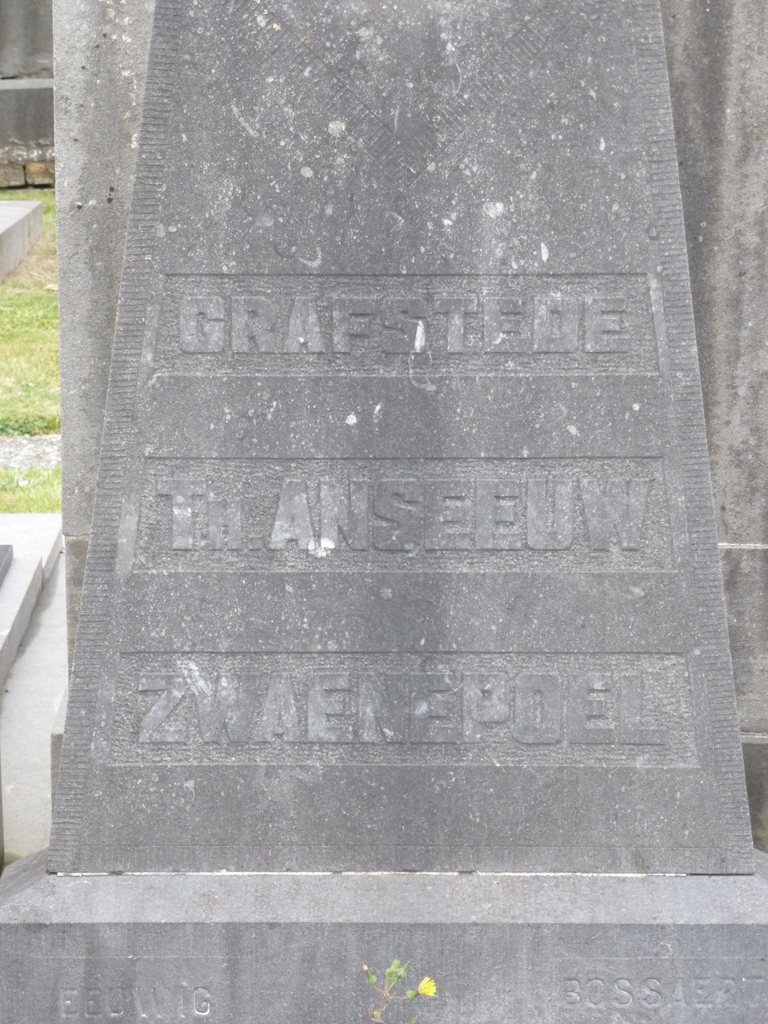 GRAFSTEDE
TH. ANSEEUW
ZWAENEPOEL
EEUWIG BOSSAERT